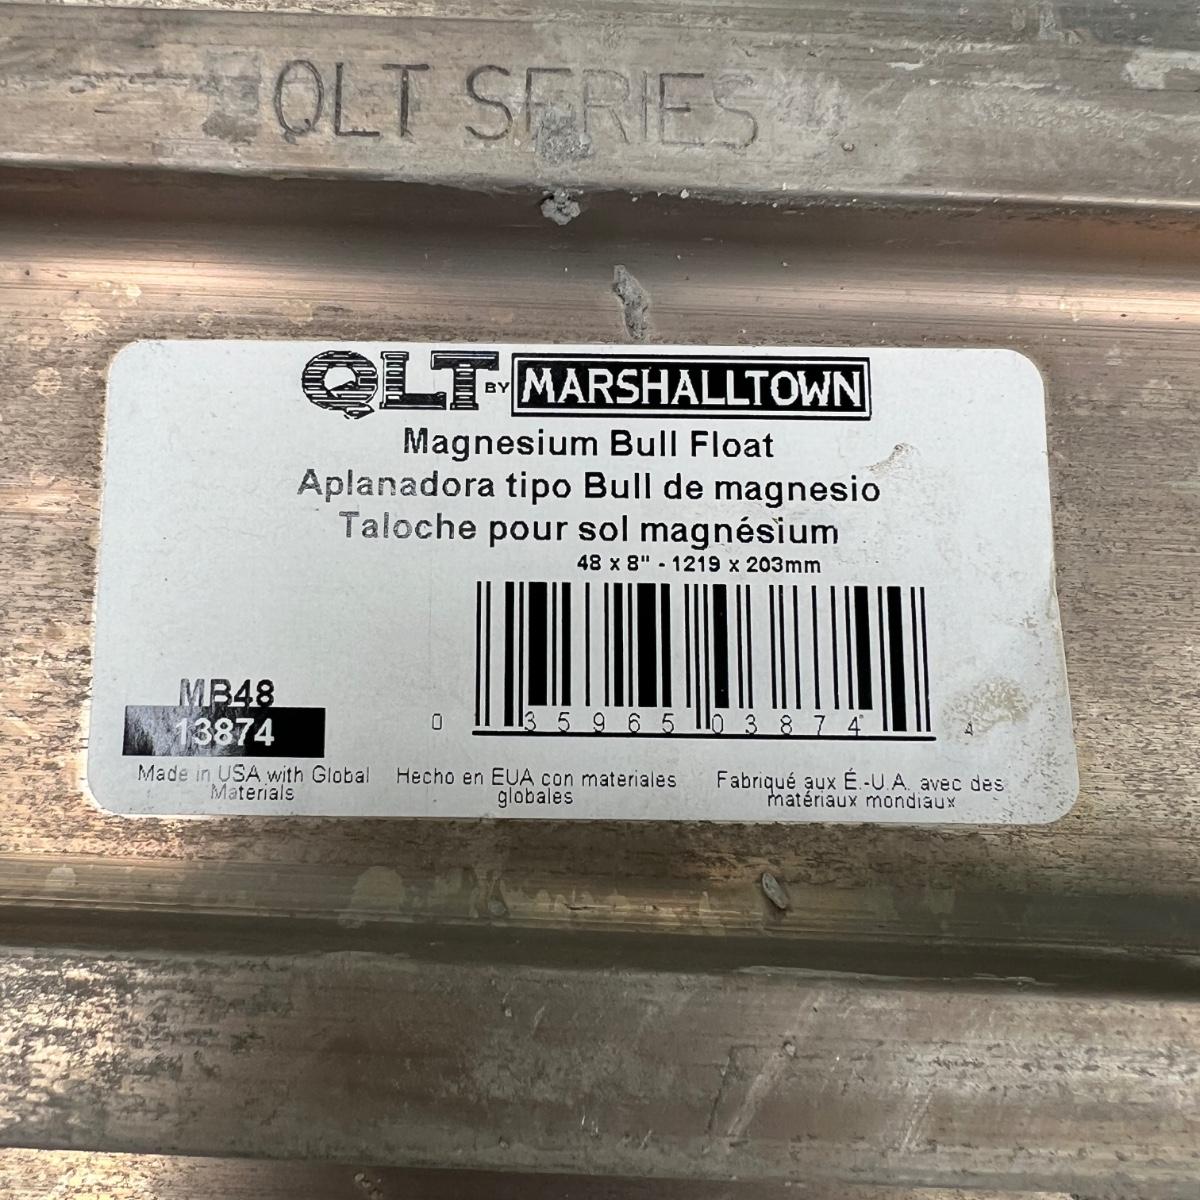 QLT SERIES
QLT BY MARSHALLTOWN
Magnesium Bull Float
Aplanadora tipo Bull de magnesio
Taloche pour sol magnésium
48 x 8" - 1219 x 203mm
MB48
13874
0 35965 03874 4
Made in USA with Global
Materials
Hecho en EUA con materiales
globales
Fabriqué aux É.-U.A. avec des
matériaux mondiaux